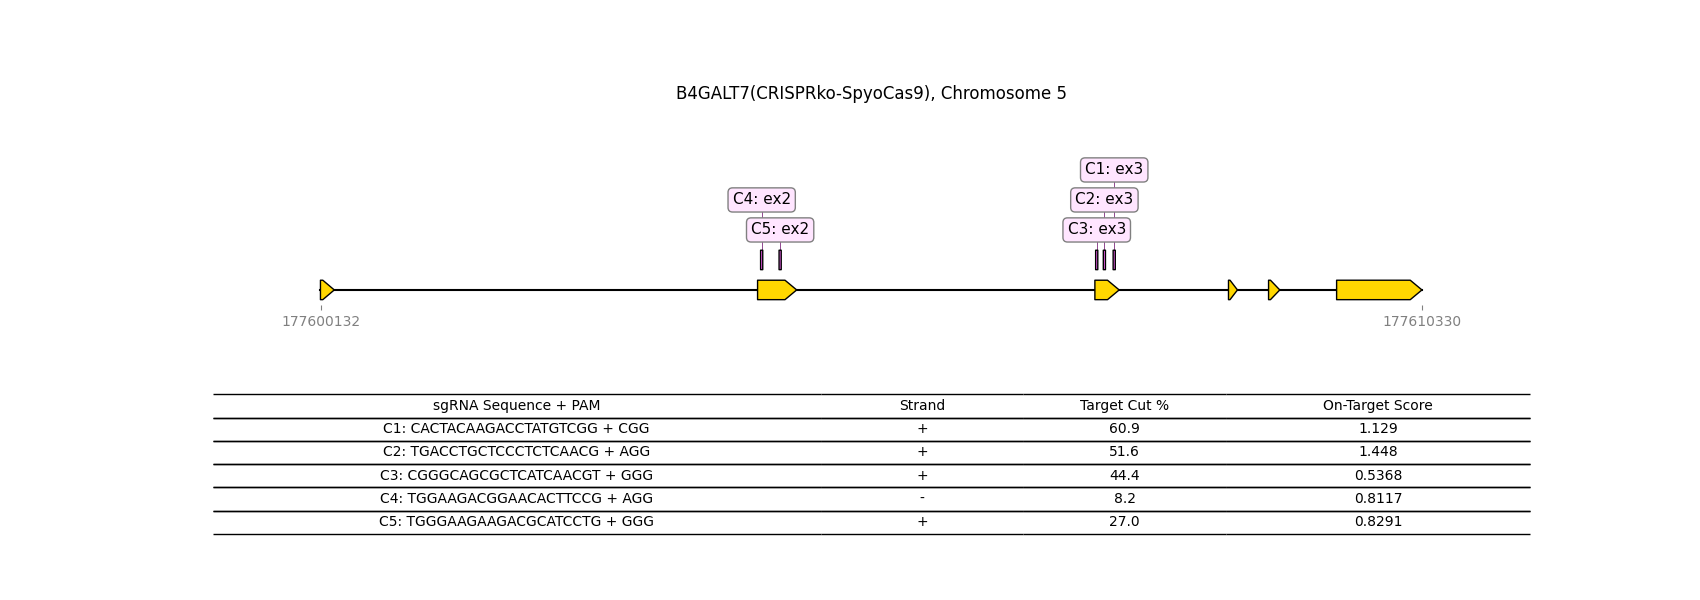 B4GALT7(CRISPRko-SpyoCas9), Chromosome 5
C1: ex3
C4: ex2 C2: ex3
C5: ex2 C3: ex3
177600132 177610330
sgRNA Sequence + PAM Strand Target Cut % On-Target Score
C1: CACTACAAGACCTATGTCGG + CGG + 60.9 1.129
C2: TGACCTGCTCCCTCTCAACG + AGG + 51.6 1.448
C3: CGGGCAGCGCTCATCAACGT + GGG + 44.4 0.5368
C4: TGGAAGACGGAACACTTCCG + AGG - 8.2 0.8117
C5: TGGGAAGAAGACGCATCCTG + GGG + 27.0 0.8291